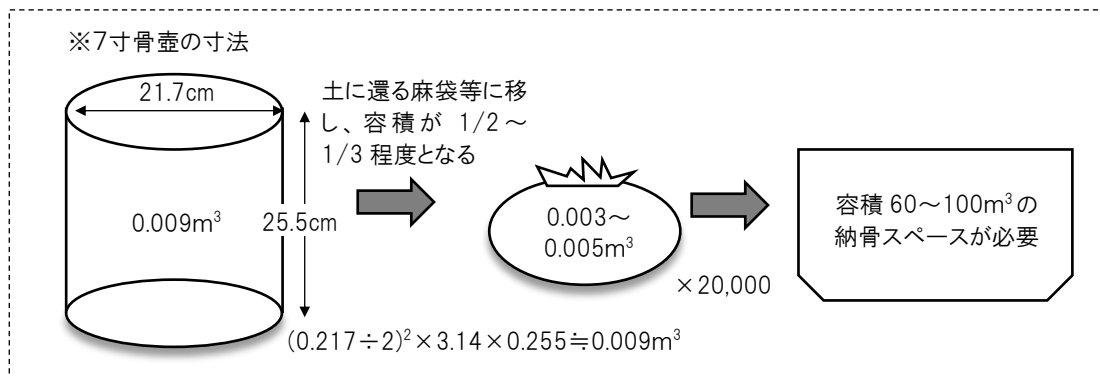 ※7寸骨壺の寸法
21.7cm
0.009m³
25.5cm
(0.217÷2)²×3.14×0.255≒0.009m³
土に還る麻袋等に移
し、容積が 1/2～
1/3 程度となる
0.003～
0.005m³
×20,000
容積 60～100m³の
納骨スペースが必要